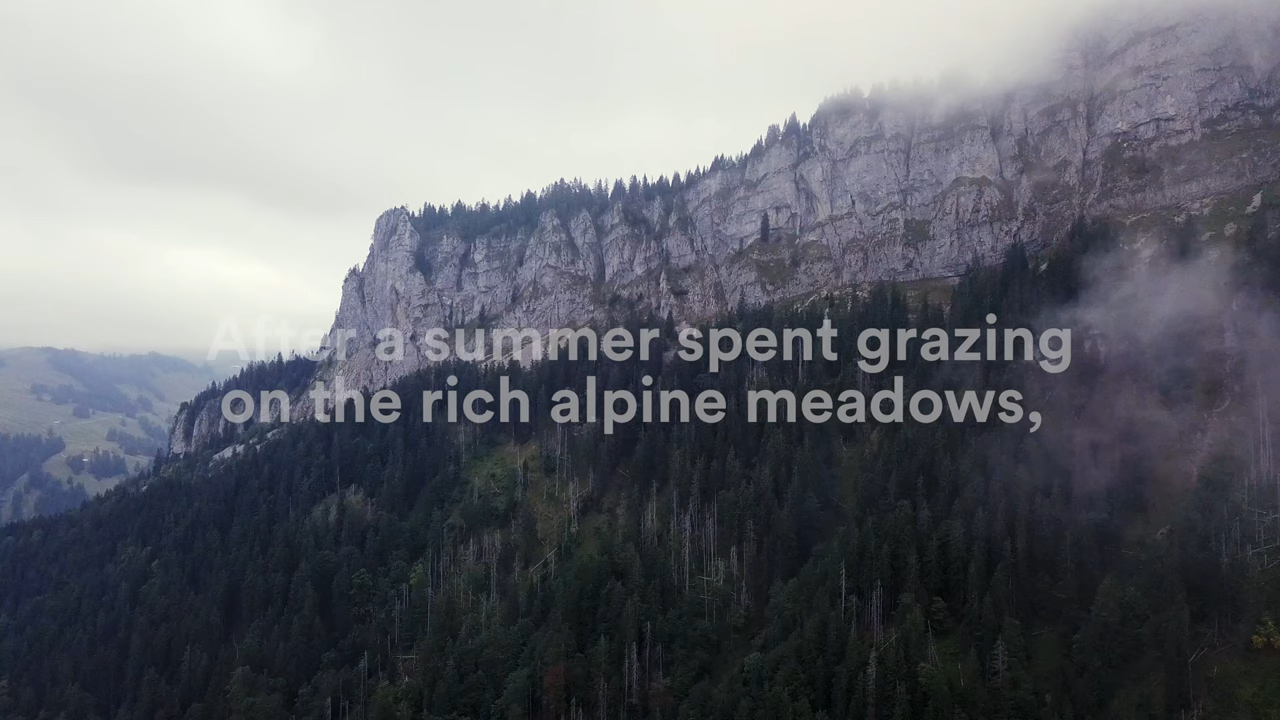 After a summer spent grazing
on the rich alpine meadows,